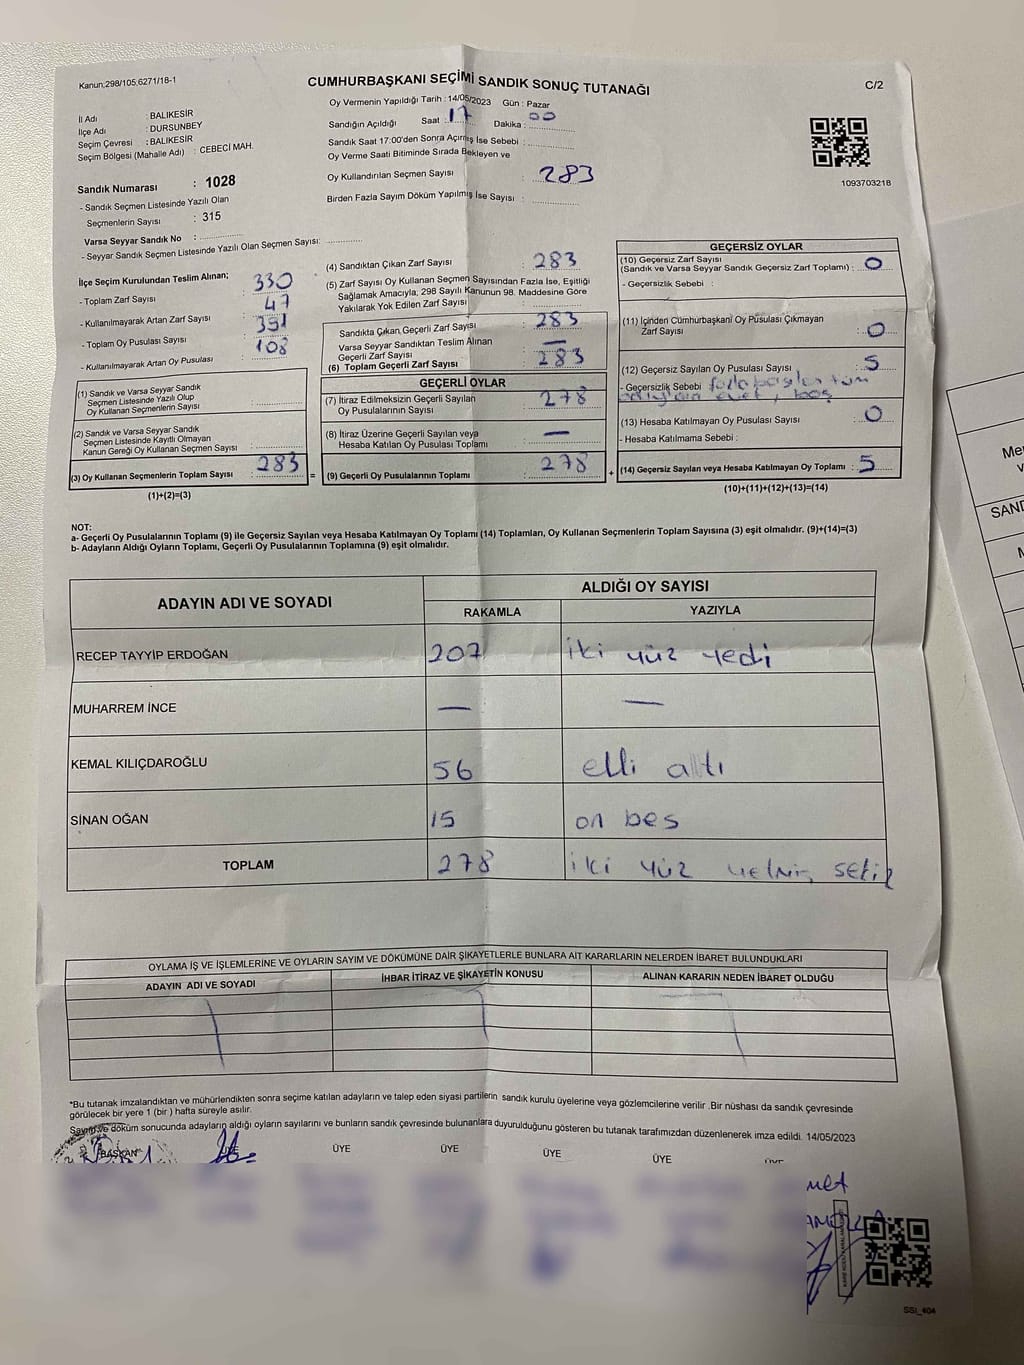 Kanun;298/105;6271/18-1
CUMHURBAŞKANI SEÇİMİ SANDIK SONUÇ TUTANAĞI
C/2
İl Adı : BALIKESİR
İlçe Adı : DURSUNBEY
Seçim Çevresi : BALIKESİR
Seçim Bölgesi (Mahalle Adı) : CEBECİ MAH.
Sandık Numarası : 1028
- Sandık Seçmen Listesinde Yazılı Olan
Seçmenlerin Sayısı : 315
Varsa Seyyar Sandık No :
- Seyyar Sandık Seçmen Listesinde Yazılı Olan Seçmen Sayısı:
Oy Vermenin Yapıldığı Tarih : 14/05/2023 Gün : Pazar
Sandığın Açıldığı Saat : 17 Dakika : 00
Sandık Saat 17:00'den Sonra Açılmış İse Sebebi :
Oy Verme Saati Bitiminde Sırada Bekleyen ve
Oy Kullandırılan Seçmen Sayısı : 283
Birden Fazla Sayım Döküm Yapılmış İse Sayısı :
1093703218
İlçe Seçim Kurulundan Teslim Alınan;
- Toplam Zarf Sayısı : 330
- Kullanılmayarak Artan Zarf Sayısı : 47
- Toplam Oy Pusulası Sayısı : 391
- Kullanılmayarak Artan Oy Pusulası : 108
(1) Sandık ve Varsa Seyyar Sandık
Seçmen Listesinde Yazılı Olup
Oy Kullanan Seçmenlerin Sayısı :
(2) Sandık ve Varsa Seyyar Sandık
Seçmen Listesinde Kayıtlı Olmayan
Kanun Gereği Oy Kullanan Seçmen Sayısı
(3) Oy Kullanan Seçmenlerin Toplam Sayısı : 283 =
(1)+(2)=(3)
(4) Sandıktan Çıkan Zarf Sayısı : 283
(5) Zarf Sayısı Oy Kullanan Seçmen Sayısından Fazla İse, Eşitliği
Sağlamak Amacıyla; 298 Sayılı Kanunun 98. Maddesine Göre
Yakılarak Yok Edilen Zarf Sayısı :
Sandıkta Çıkan Geçerli Zarf Sayısı : 283
Varsa Seyyar Sandıktan Teslim Alınan
Geçerli Zarf Sayısı : —
(6) Toplam Geçerli Zarf Sayısı : 283
GEÇERLİ OYLAR
(7) İtiraz Edilmeksizin Geçerli Sayılan
Oy Pusulalarının Sayısı : 278
(8) İtiraz Üzerine Geçerli Sayılan veya
Hesaba Katılan Oy Pusulası Toplamı : —
(9) Geçerli Oy Pusulalarının Toplamı : 278 +
GEÇERSİZ OYLAR
(10) Geçersiz Zarf Sayısı
(Sandık ve Varsa Seyyar Sandık Geçersiz Zarf Toplamı) : 0
- Geçersizlik Sebebi :
(11) İçinden Cumhurbaşkanı Oy Pusulası Çıkmayan
Zarf Sayısı : 0
(12) Geçersiz Sayılan Oy Pusulası Sayısı : 5
- Geçersizlik Sebebi : tüm
evet, boş
(13) Hesaba Katılmayan Oy Pusulası Sayısı : 0
- Hesaba Katılmama Sebebi :
(14) Geçersiz Sayılan veya Hesaba Katılmayan Oy Toplamı : 5
(10)+(11)+(12)+(13)=(14)
NOT:
a- Geçerli Oy Pusulalarının Toplamı (9) ile Geçersiz Sayılan veya Hesaba Katılmayan Oy Toplamı (14) Toplamları, Oy Kullanan Seçmenlerin Toplam Sayısına (3) eşit olmalıdır. (9)+(14)=(3)
b- Adayların Aldığı Oyların Toplamı, Geçerli Oy Pusulalarının Toplamına (9) eşit olmalıdır.
ADAYIN ADI VE SOYADI
ALDIĞI OY SAYISI
RAKAMLA YAZIYLA
RECEP TAYYİP ERDOĞAN 207 iki yüz yedi
MUHARREM İNCE — —
KEMAL KILIÇDAROĞLU 56 elli altı
SİNAN OĞAN 15 on bes
TOPLAM 278 iki yüz
OYLAMA İŞ VE İŞLEMLERİNE VE OYLARIN SAYIM VE DÖKÜMÜNE DAİR ŞİKAYETLERLE BUNLARA AİT KARARLARIN NELERDEN İBARET BULUNDUKLARI
ADAYIN ADI VE SOYADI İHBAR İTİRAZ VE ŞİKAYETİN KONUSU ALINAN KARARIN NEDEN İBARET OLDUĞU
*Bu tutanak imzalandıktan ve mühürlendikten sonra seçime katılan adayların ve talep eden siyasi partilerin sandık kurulu üyelerine veya gözlemcilerine verilir .Bir nüshası da sandık çevresinde
görülecek bir yere 1 (bir ) hafta süreyle asılır.
Sayım ve döküm sonucunda adayların aldığı oyların sayılarını ve bunların sandık çevresinde bulunanlara duyurulduğunu gösteren bu tutanak tarafımızdan düzenlenerek imza edildi. 14/05/2023
BAŞKAN ÜYE ÜYE ÜYE ÜYE
SSİ_404
SAND